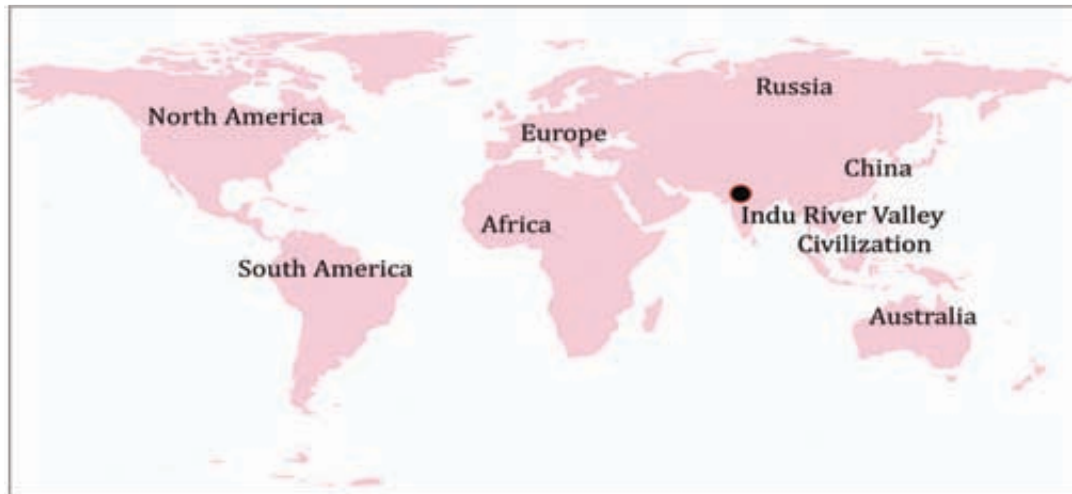 Russia
North America
Europe
China
Indu River Valley
Civilization
Africa
South America
Australia